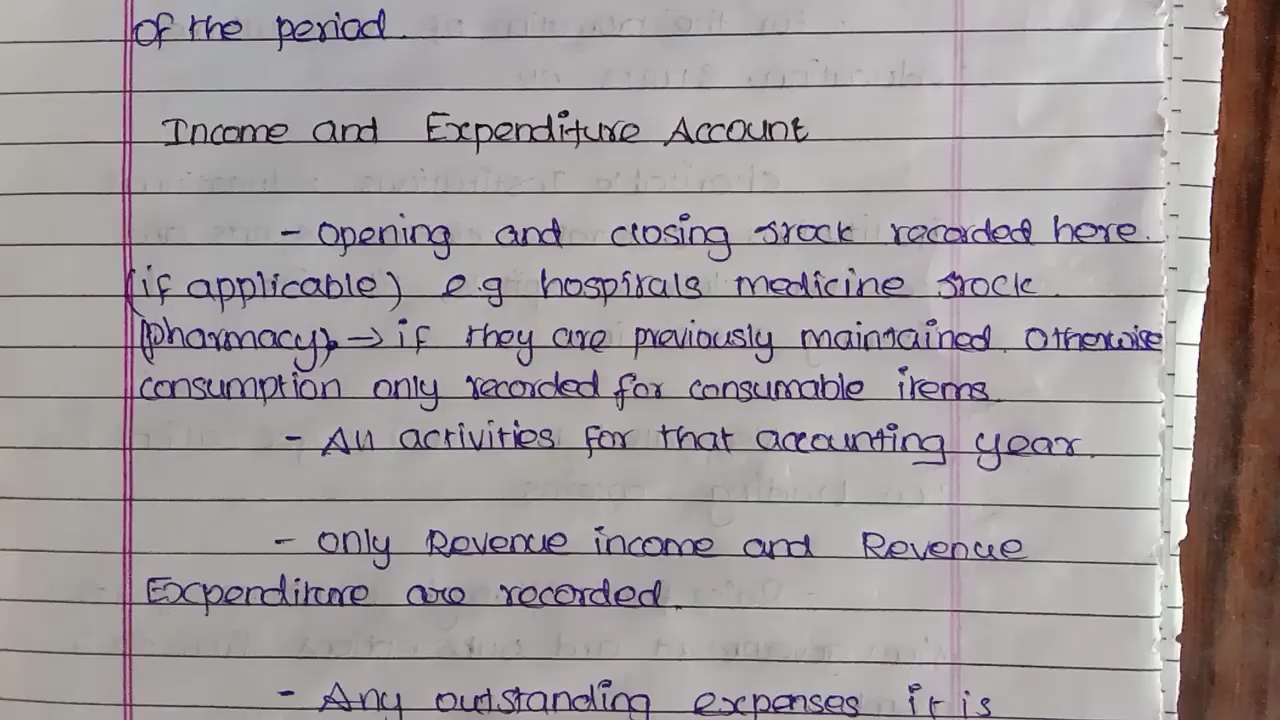 of the period.
Income and Expenditure Account
- opening and closing stock recorded here.
(if applicable) e.g hospitals medicine stock
(pharmacy) → if they are previously maintained. Otherwise
consumption only recorded for consumable items
- All activities for that accounting year.
- only Revenue income and Revenue
Expenditure are recorded.
- Any outstanding expenses it is